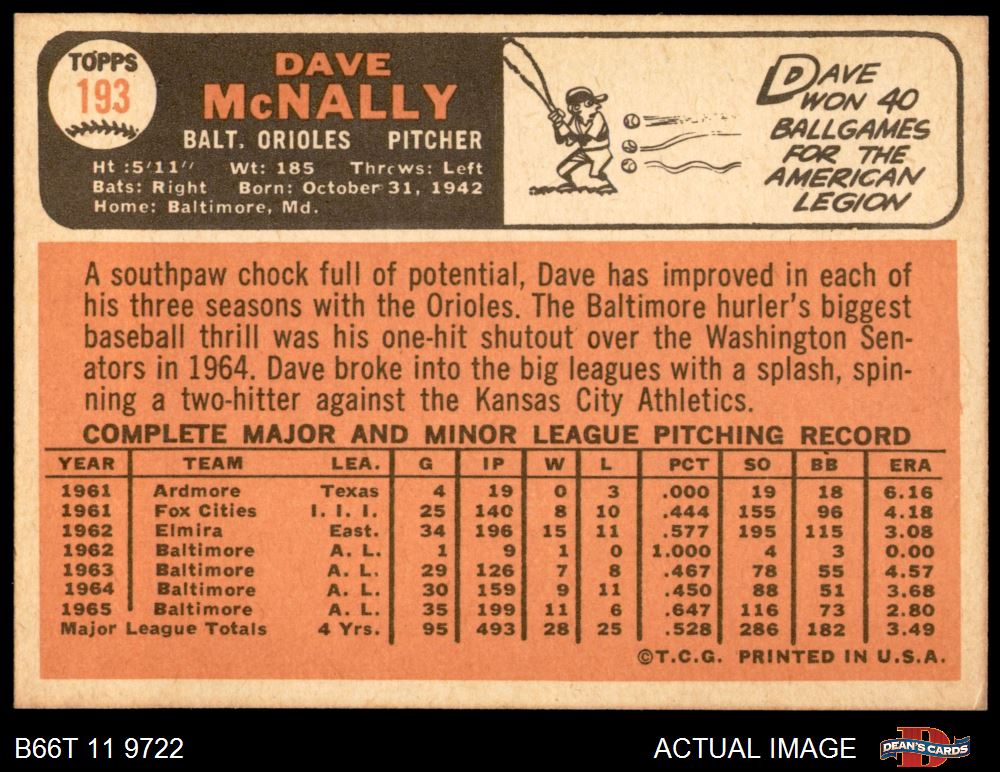 TOPPS
193
DAVE
McNALLY
BALT. ORIOLES PITCHER
Ht :5'11" Wt: 185 Throws: Left
Bats: Right Born: October 31, 1942
Home: Baltimore, Md.
DAVE
WON 40
BALLGAMES
FOR THE
AMERICAN
LEGION
A southpaw chock full of potential, Dave has improved in each of
his three seasons with the Orioles. The Baltimore hurler's biggest
baseball thrill was his one-hit shutout over the Washington Sen-
ators in 1964. Dave broke into the big leagues with a splash, spin-
ning a two-hitter against the Kansas City Athletics.
COMPLETE MAJOR AND MINOR LEAGUE PITCHING RECORD
YEAR TEAM LEA. G IP W L PCT SO BB ERA
1961 Ardmore Texas 4 19 0 3 .000 19 18 6.16
1961 Fox Cities I. I. I. 25 140 8 10 .444 155 96 4.18
1962 Elmira East. 34 196 15 11 .577 195 115 3.08
1962 Baltimore A. L. 1 9 1 0 1.000 4 3 0.00
1963 Baltimore A. L. 29 126 7 8 .467 78 55 4.57
1964 Baltimore A. L. 30 159 9 11 .450 88 51 3.68
1965 Baltimore A. L. 35 199 11 6 .647 116 73 2.80
Major League Totals 4 Yrs. 95 493 28 25 .528 286 182 3.49
©T.C.G. PRINTED IN U.S.A.
B66T 11 9722 ACTUAL IMAGE D DEAN'S CARDS